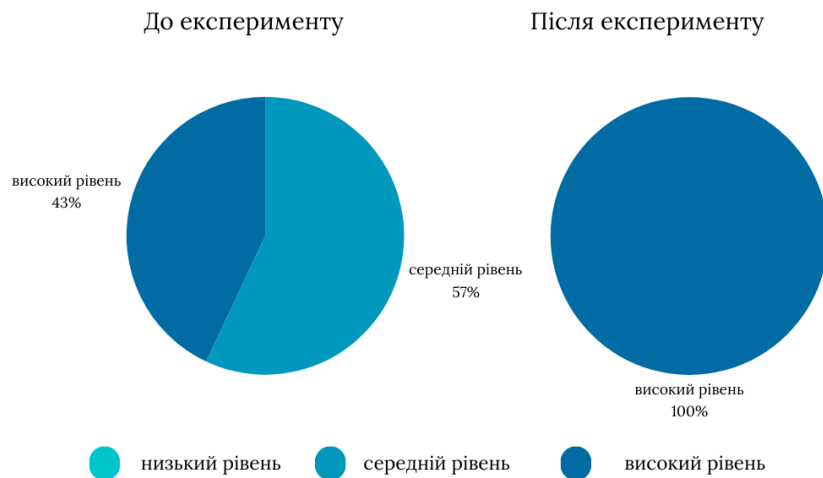 До експерименту
Після експерименту
високий рівень
43%
середній рівень
57%
високий рівень
100%
низький рівень
середній рівень
високий рівень